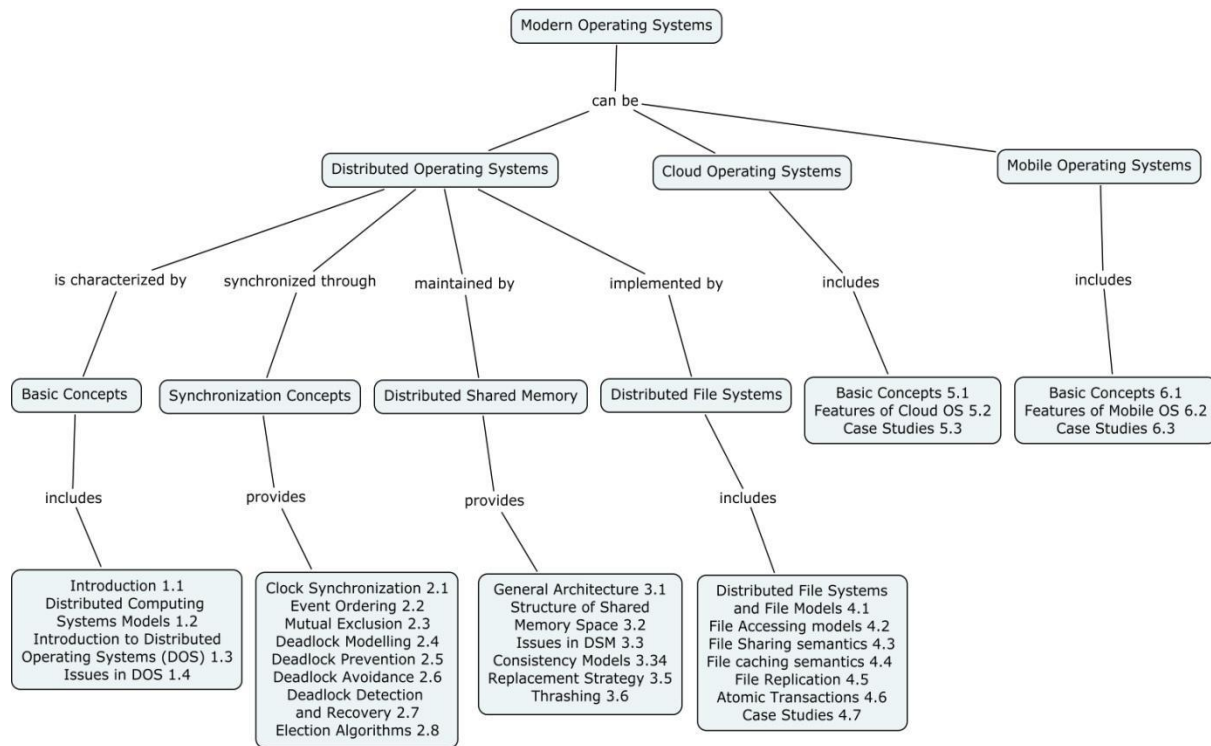 Modern Operating Systems
can be
Distributed Operating Systems
Cloud Operating Systems
Mobile Operating Systems
is characterized by
synchronized through
maintained by
implemented by
includes
includes
Basic Concepts
Synchronization Concepts
Distributed Shared Memory
Distributed File Systems
Basic Concepts 5.1
Features of Cloud OS 5.2
Case Studies 5.3
Basic Concepts 6.1
Features of Mobile OS 6.2
Case Studies 6.3
includes
provides
provides
includes
Introduction 1.1
Distributed Computing
Systems Models 1.2
Introduction to Distributed
Operating Systems (DOS) 1.3
Issues in DOS 1.4
Clock Synchronization 2.1
Event Ordering 2.2
Mutual Exclusion 2.3
Deadlock Modelling 2.4
Deadlock Prevention 2.5
Deadlock Avoidance 2.6
Deadlock Detection
and Recovery 2.7
Election Algorithms 2.8
General Architecture 3.1
Structure of Shared
Memory Space 3.2
Issues in DSM 3.3
Consistency Models 3.34
Replacement Strategy 3.5
Thrashing 3.6
Distributed File Systems
and File Models 4.1
File Accessing models 4.2
File Sharing semantics 4.3
File caching semantics 4.4
File Replication 4.5
Atomic Transactions 4.6
Case Studies 4.7